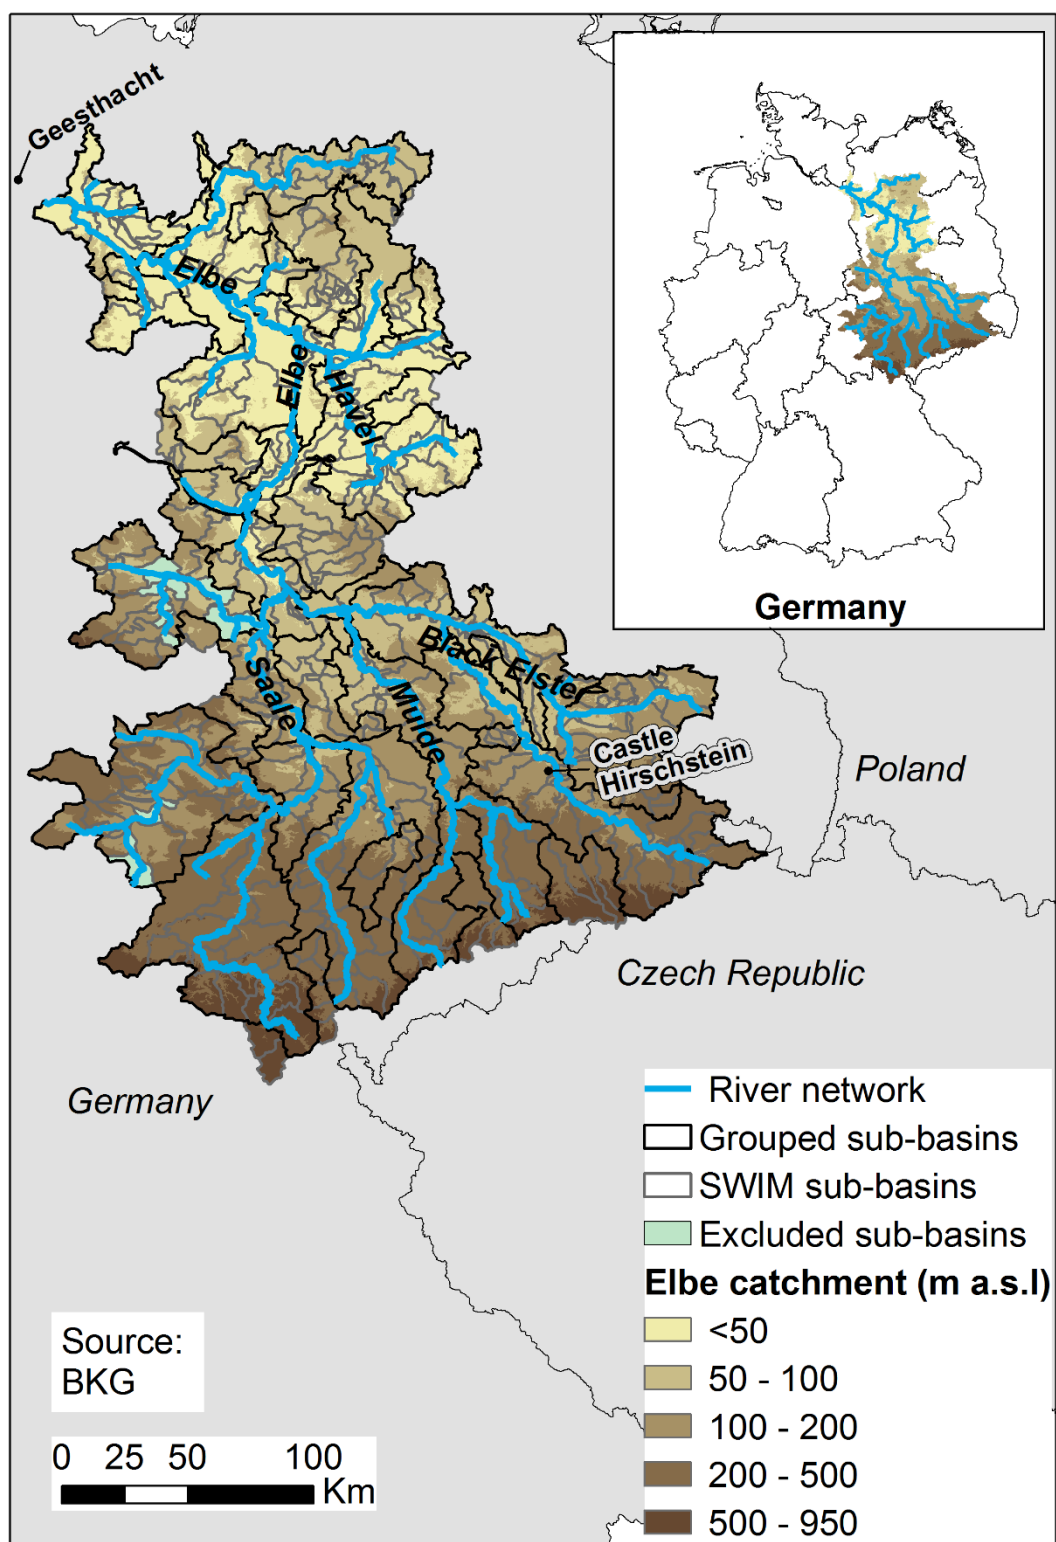 Geesthacht
Germany
Elbe
Elbe
Havel
Black Elster
Saale
Mulde
Castle
Hirschstein
Poland
Czech Republic
Germany
River network
Grouped sub-basins
SWIM sub-basins
Excluded sub-basins
Elbe catchment (m a.s.l)
<50
50 - 100
100 - 200
200 - 500
500 - 950
Source:
BKG
0 25 50 100
Km